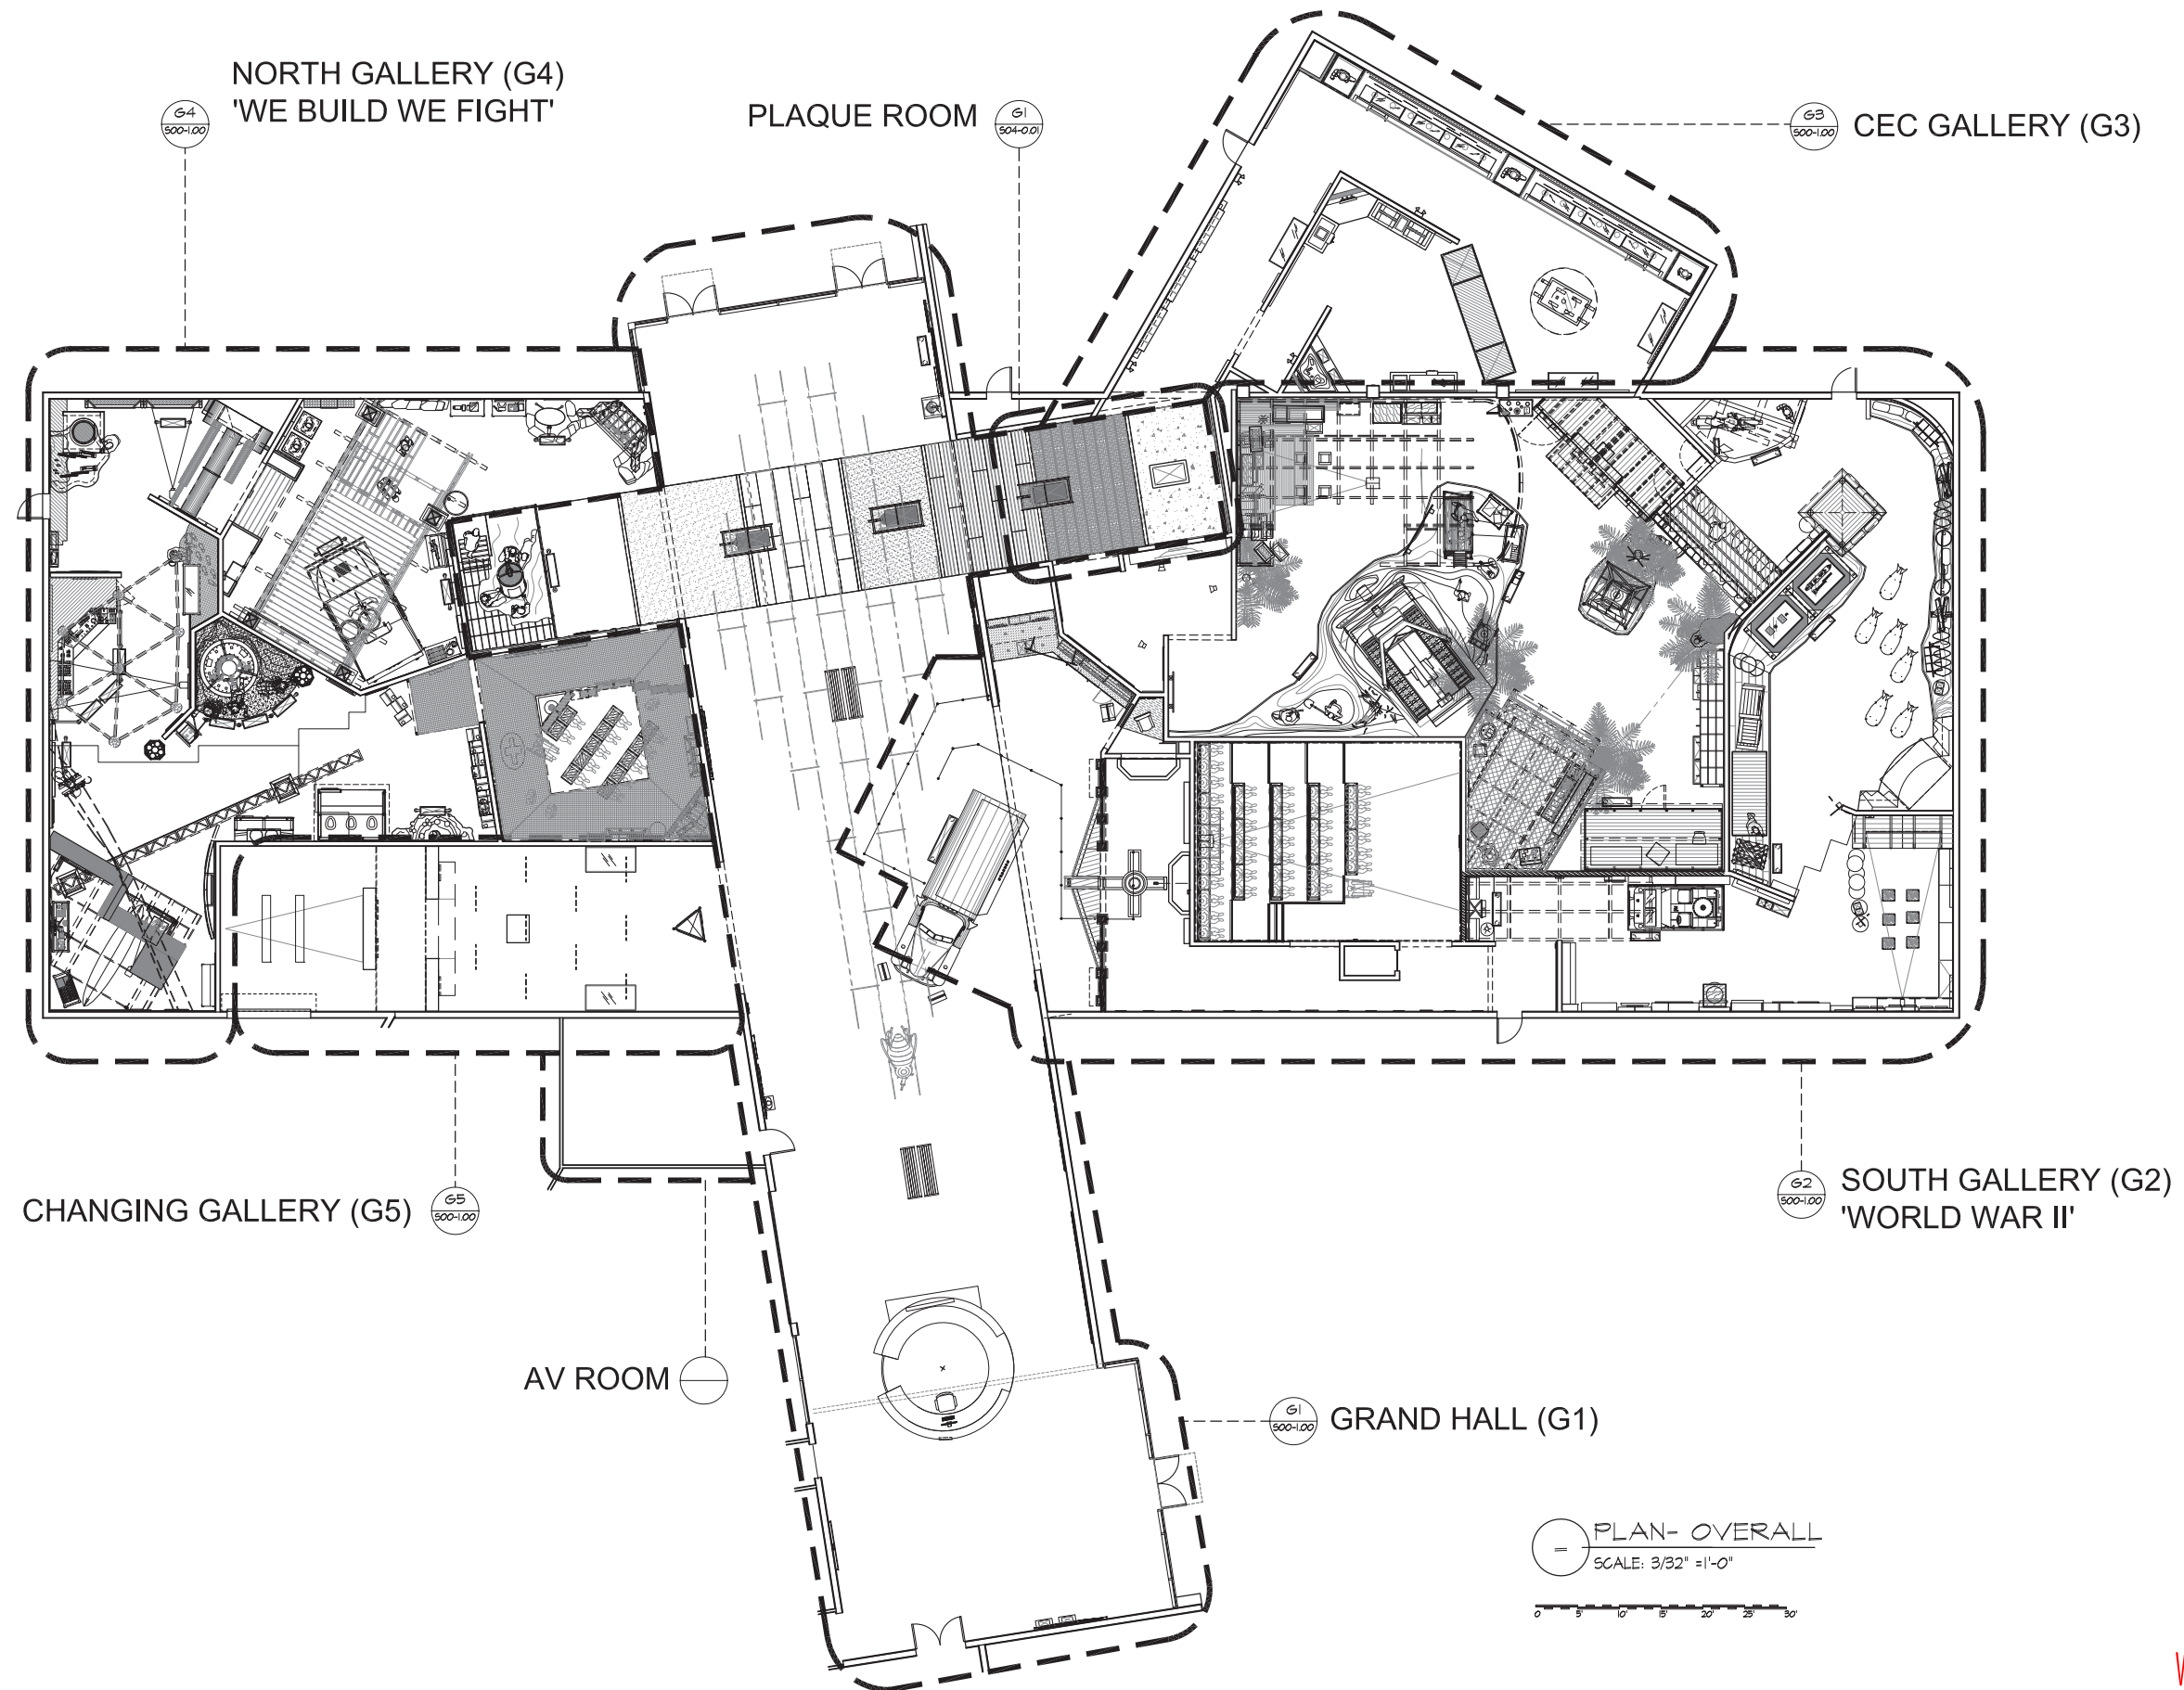 NORTH GALLERY (G4)
'WE BUILD WE FIGHT'
G4
500-1.00
PLAQUE ROOM
G1
504-0.01
G3
500-1.00
CEC GALLERY (G3)
CHANGING GALLERY (G5)
G5
500-1.00
G2
500-1.00
SOUTH GALLERY (G2)
'WORLD WAR II'
AV ROOM
G1
500-1.00
GRAND HALL (G1)
PLAN- OVERALL
SCALE: 3/32" =1'-0"
0 5' 10' 15' 20' 25' 30'